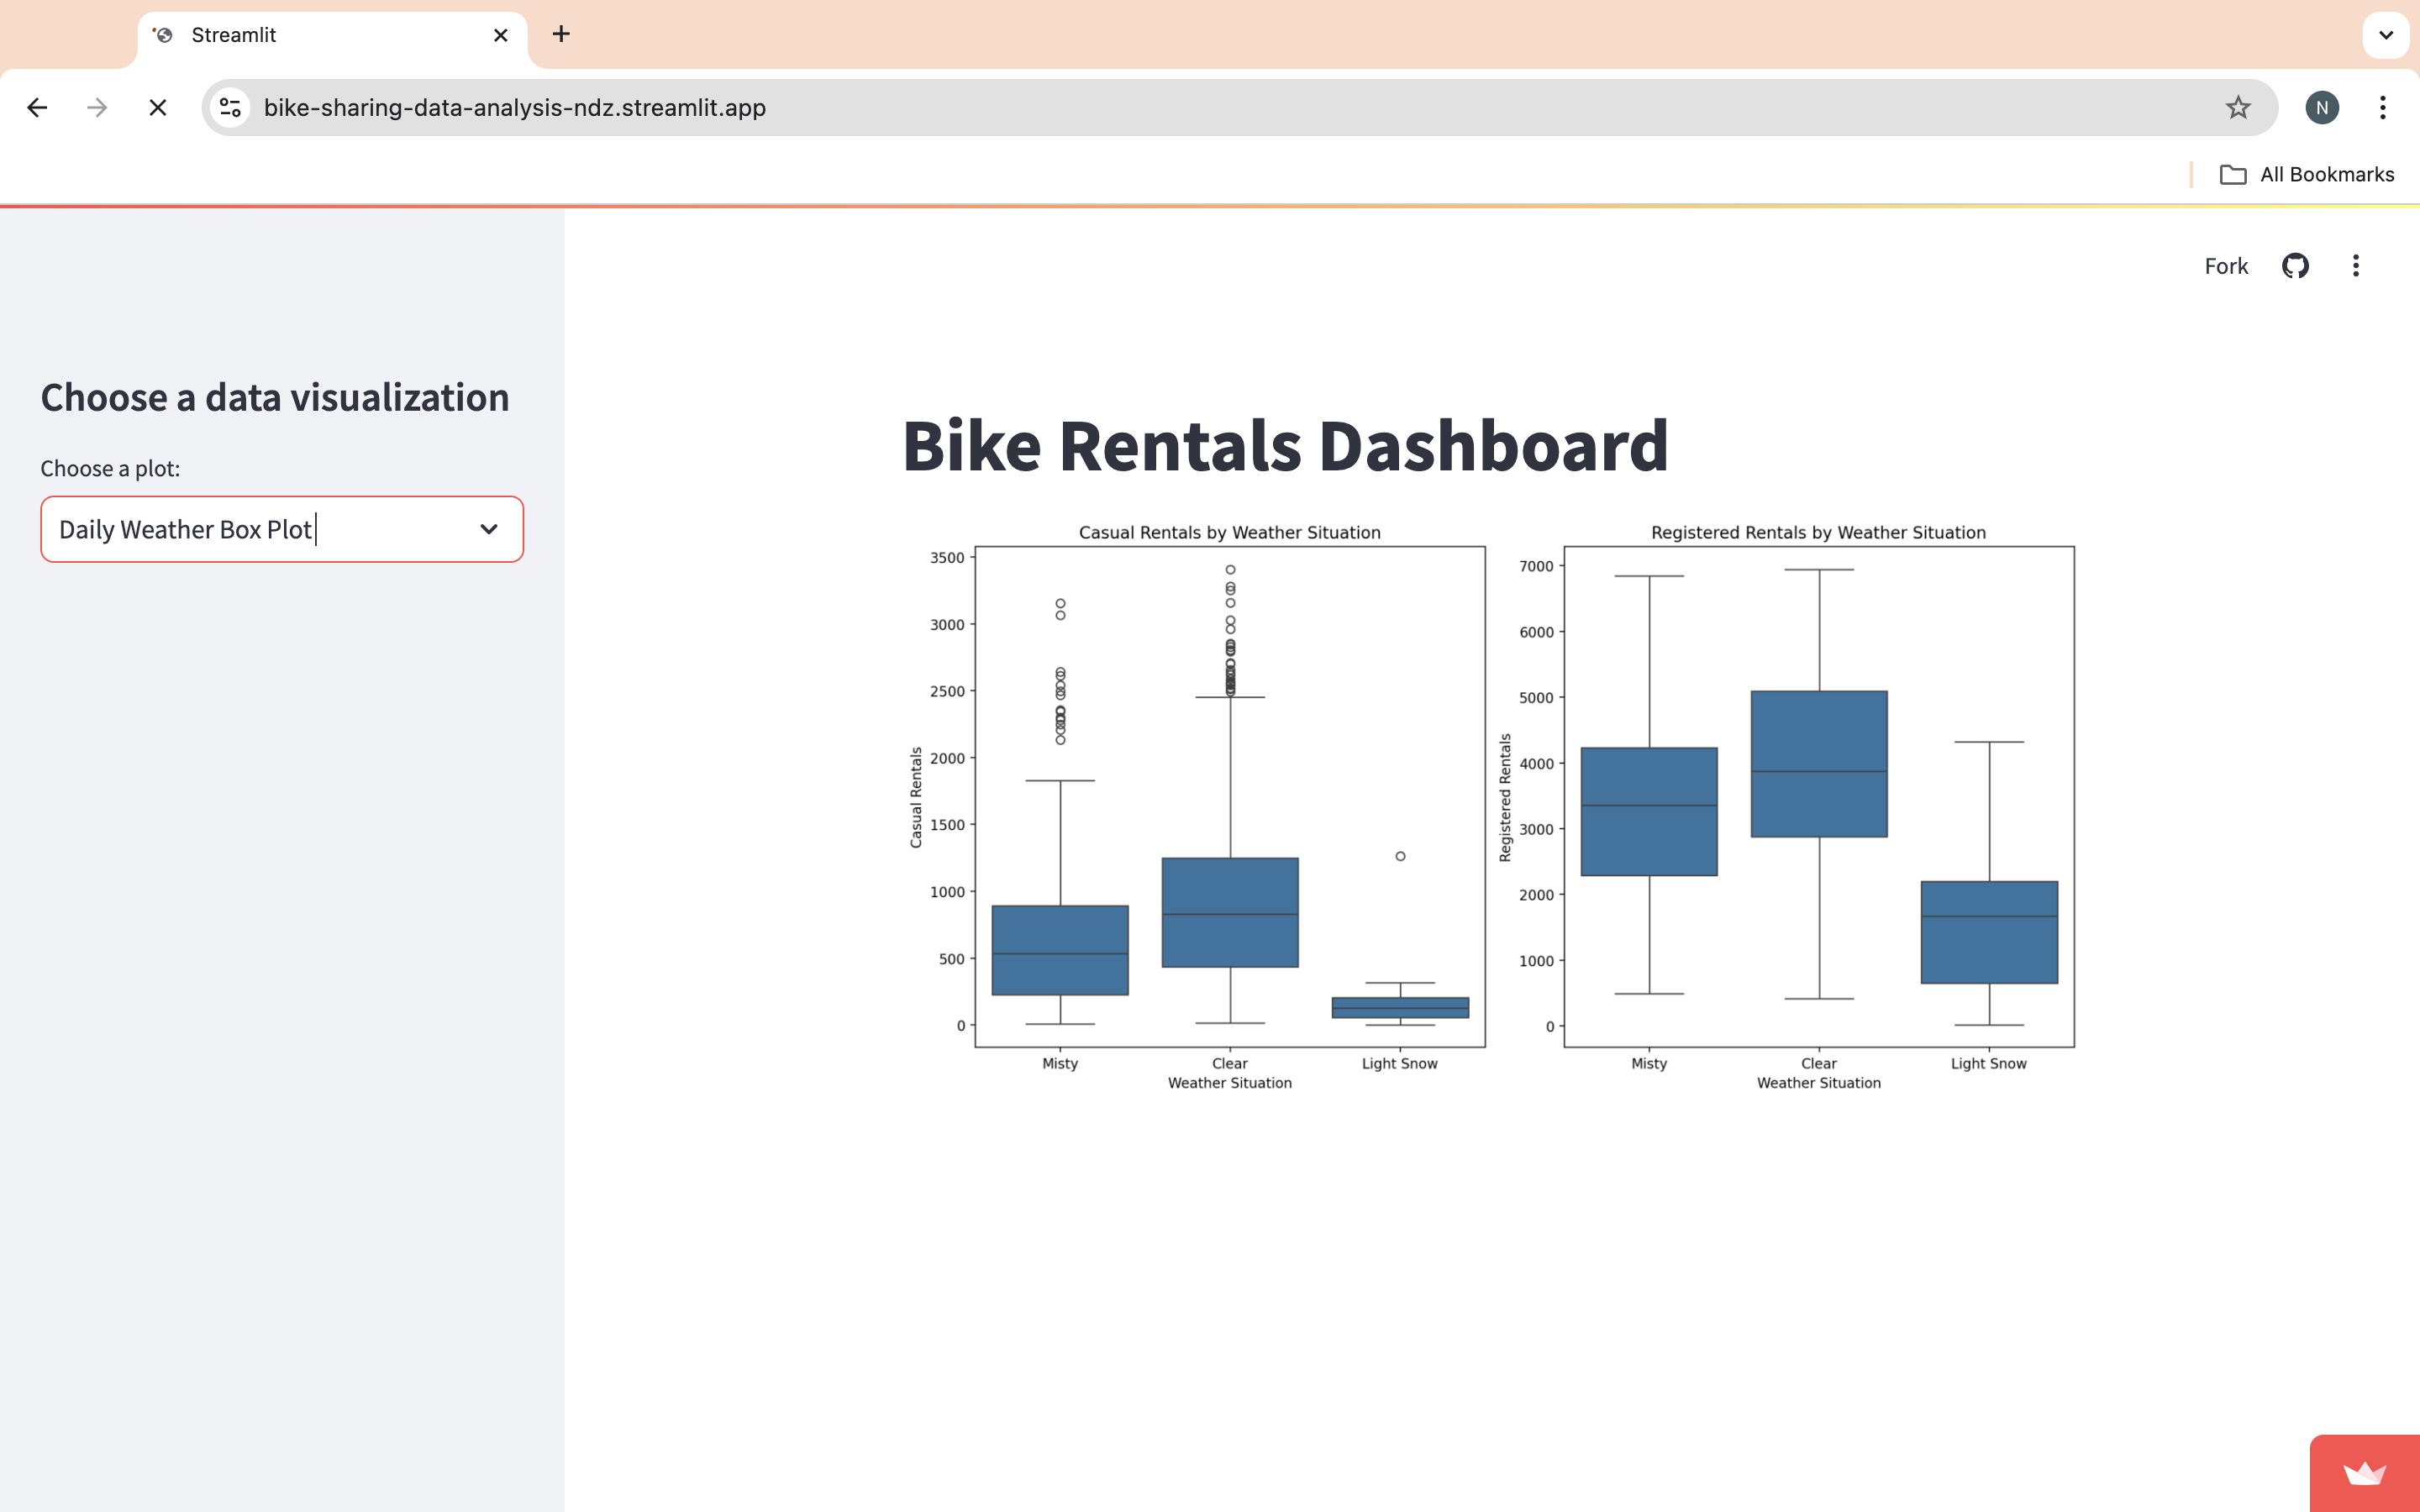 Streamlit
bike-sharing-data-analysis-ndz.streamlit.app
N
All Bookmarks
Fork
Choose a data visualization
Choose a plot:
Daily Weather Box Plot
Bike Rentals Dashboard
Casual Rentals by Weather Situation
3500
3000
2500
2000
1500
1000
500
0
Casual Rentals
Misty
Clear
Light Snow
Weather Situation
Registered Rentals by Weather Situation
7000
6000
5000
4000
3000
2000
1000
0
Registered Rentals
Misty
Clear
Light Snow
Weather Situation